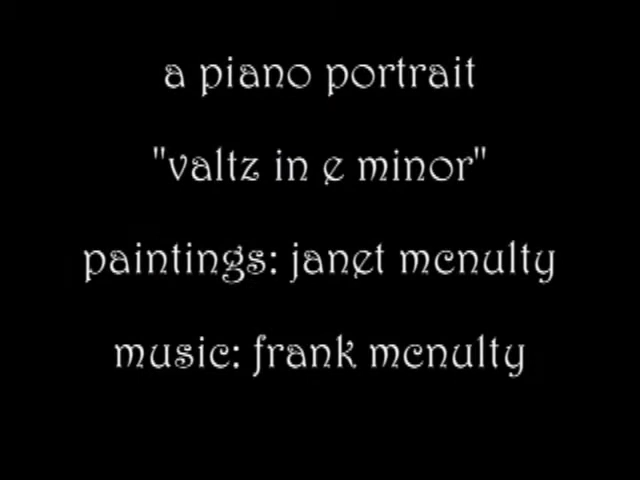 a piano portrait
"valtz in e minor"
paintings: janet mcnulty
music: frank mcnulty